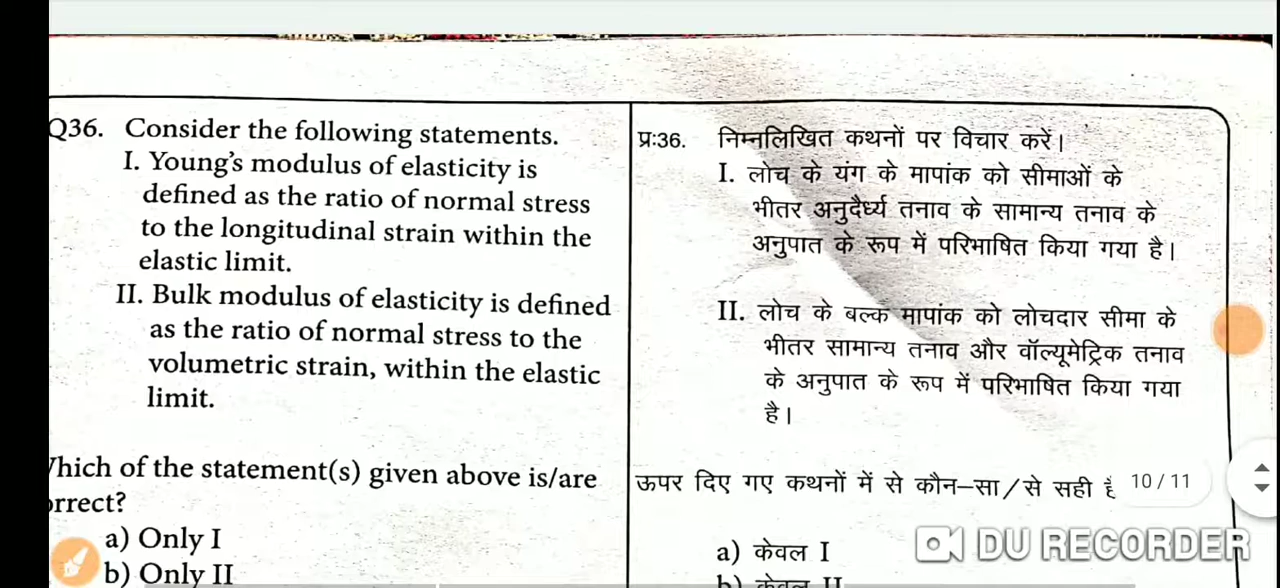 Q36. Consider the following statements.
I. Young's modulus of elasticity is
defined as the ratio of normal stress
to the longitudinal strain within the
elastic limit.
II. Bulk modulus of elasticity is defined
as the ratio of normal stress to the
volumetric strain, within the elastic
limit.
Which of the statement(s) given above is/are
correct?
a) Only I
b) Only II
प्र:36. निम्नलिखित कथनों पर विचार करें।
I. लोच के यंग के मापांक को सीमाओं के
भीतर अनुदैर्ध्य तनाव के सामान्य तनाव के
अनुपात के रूप में परिभाषित किया गया है।
II. लोच के बल्क मापांक को लोचदार सीमा के
भीतर सामान्य तनाव और वॉल्यूमेट्रिक तनाव
के अनुपात के रूप में परिभाषित किया गया
है।
ऊपर दिए गए कथनों में से कौन–सा/से सही हैं
a) केवल I
b) केवल II
10 / 11
DU RECORDER